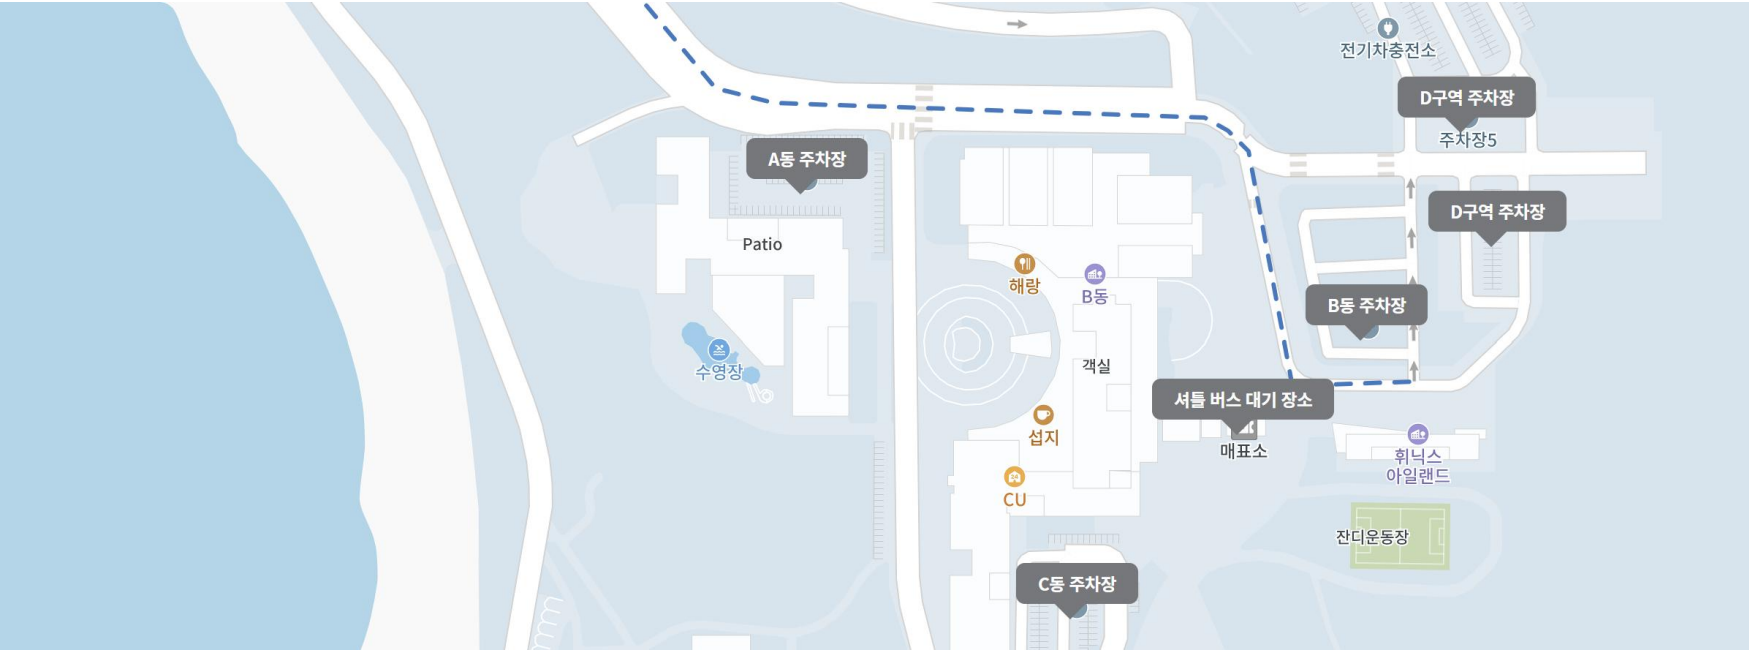 전기차충전소
D구역 주차장
주차장5
A동 주차장
D구역 주차장
Patio
해랑
B동
B동 주차장
수영장
객실
셔틀 버스 대기 장소
섭지
매표소
휘닉스
아일랜드
CU
잔디운동장
C동 주차장